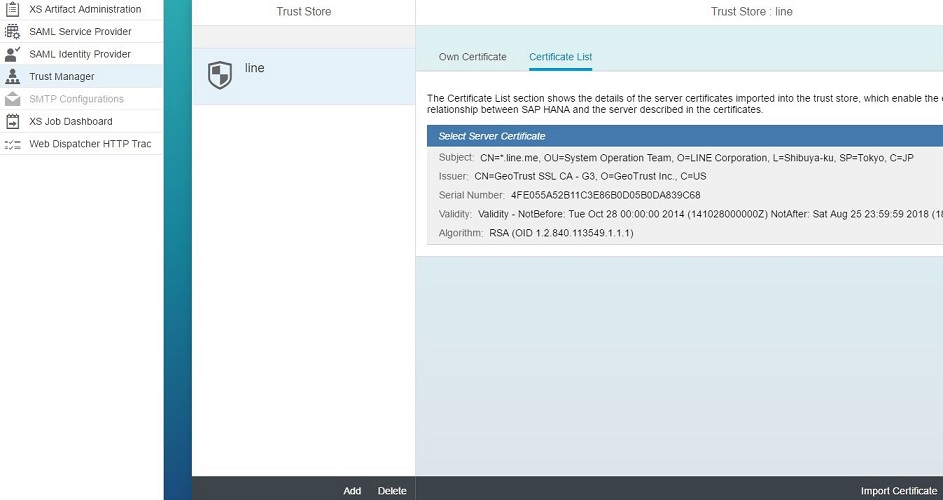 XS Artifact Administration
SAML Service Provider
SAML Identity Provider
Trust Manager
SMTP Configurations
XS Job Dashboard
Web Dispatcher HTTP Trac
Trust Store
line
Add Delete
Trust Store : line
Own Certificate Certificate List
The Certificate List section shows the details of the server certificates imported into the trust store, which enable the
relationship between SAP HANA and the server described in the certificates.
Select Server Certificate
Subject: CN=*.line.me, OU=System Operation Team, O=LINE Corporation, L=Shibuya-ku, SP=Tokyo, C=JP
Issuer: CN=GeoTrust SSL CA - G3, O=GeoTrust Inc., C=US
Serial Number: 4FE055A52B11C3E86B0D05B0DA839C68
Validity: Validity - NotBefore: Tue Oct 28 00:00:00 2014 (141028000000Z) NotAfter: Sat Aug 25 23:59:59 2018 (18
Algorithm: RSA (OID 1.2.840.113549.1.1.1)
Import Certificate